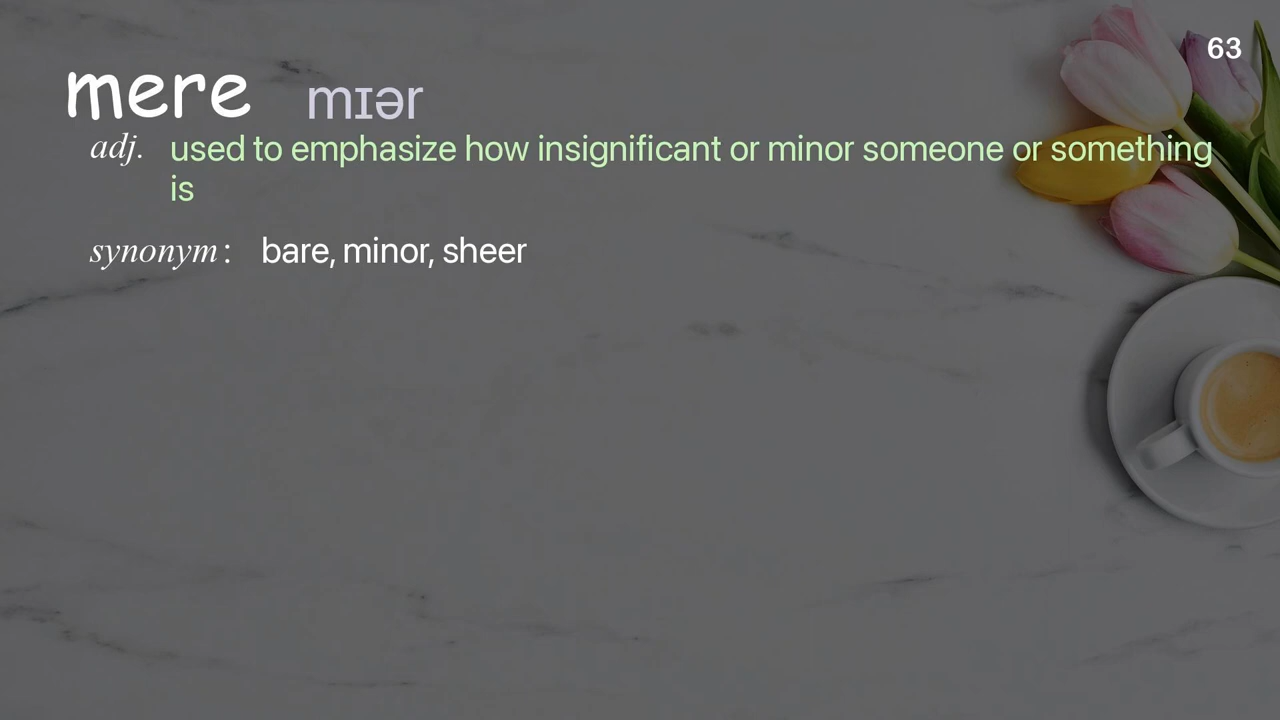 63
mere mɪər
adj. used to emphasize how insignificant or minor someone or something
is
synonym: bare, minor, sheer